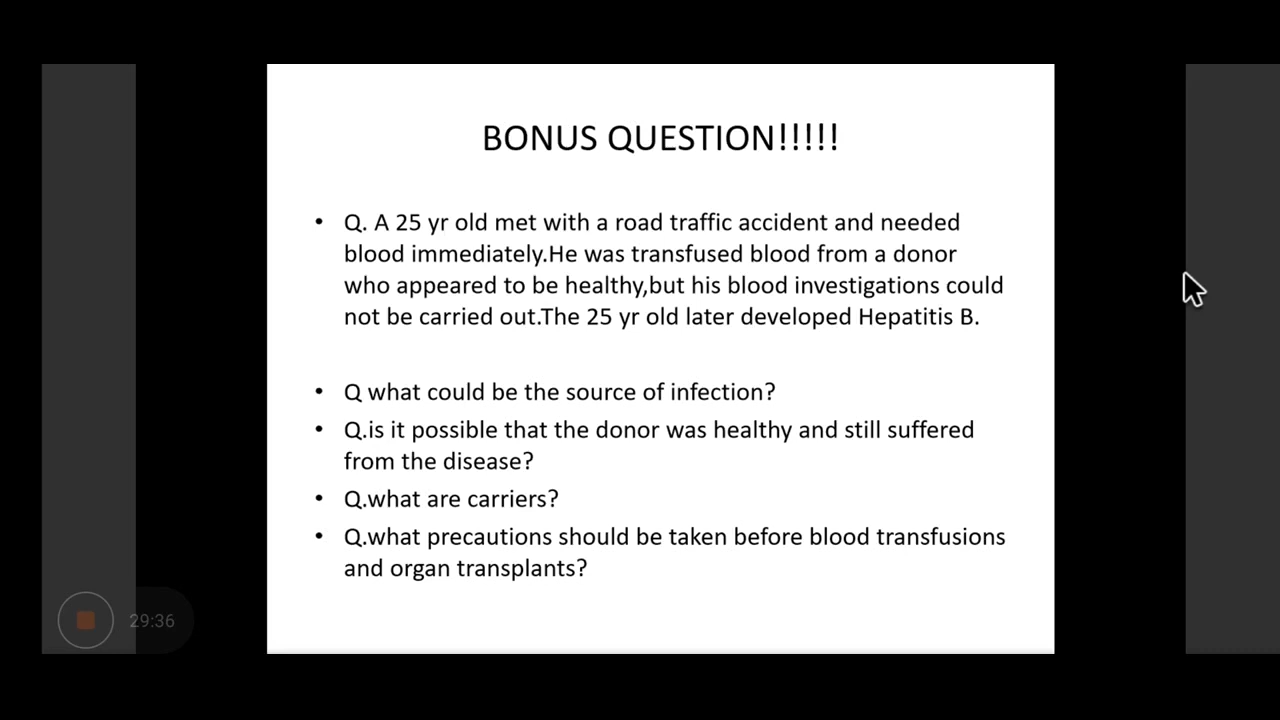 BONUS QUESTION!!!!!
• Q. A 25 yr old met with a road traffic accident and needed
blood immediately.He was transfused blood from a donor
who appeared to be healthy,but his blood investigations could
not be carried out.The 25 yr old later developed Hepatitis B.
• Q what could be the source of infection?
• Q.is it possible that the donor was healthy and still suffered
from the disease?
• Q.what are carriers?
• Q.what precautions should be taken before blood transfusions
and organ transplants?
29:36